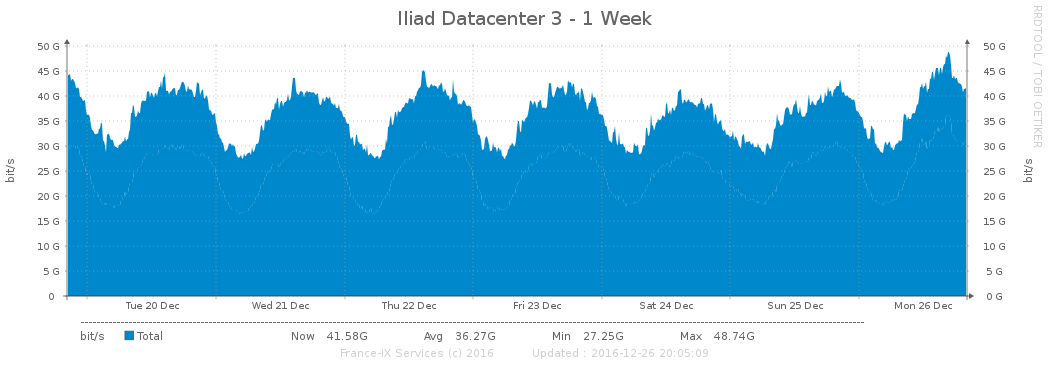 Iliad Datacenter 3 - 1 Week
RRDTOOL / TOBI OETIKER
50 G 50 G
45 G 45 G
40 G 40 G
35 G 35 G
30 G 30 G
25 G 25 G
20 G 20 G
15 G 15 G
10 G 10 G
5 G 5 G
0 0 G
bit/s bit/s
Tue 20 Dec Wed 21 Dec Thu 22 Dec Fri 23 Dec Sat 24 Dec Sun 25 Dec Mon 26 Dec
bit/s Total Now 41.58G Avg 36.27G Min 27.25G Max 48.74G
France-IX Services (c) 2016 Updated : 2016-12-26 20:05:09